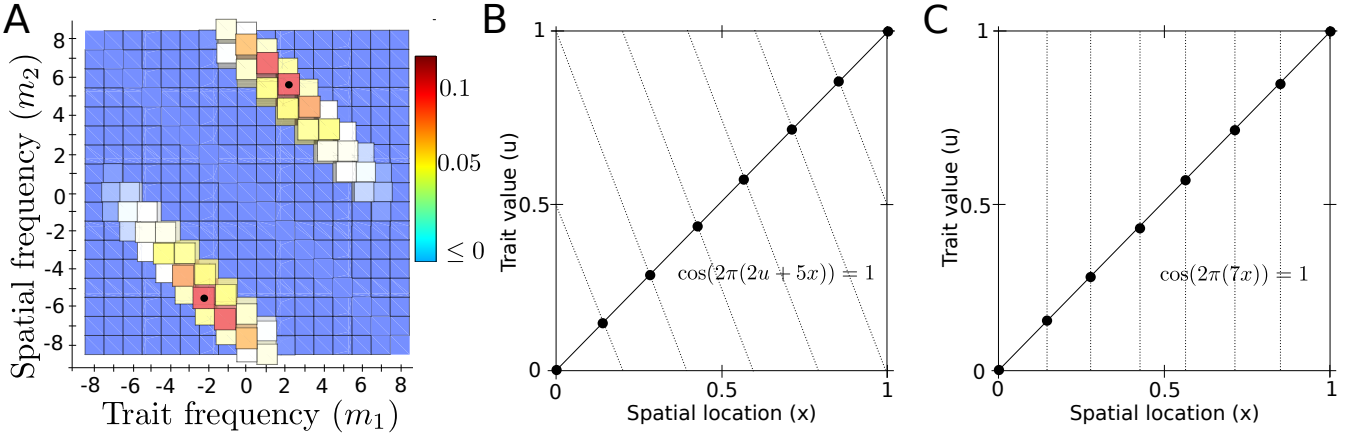 A
Spatial frequency (m₂)
8
6
4
2
0
-2
-4
-6
-8
-8 -6 -4 -2 0 2 4 6 8
Trait frequency (m₁)
0.1
0.05
≤ 0
B
Trait value (u)
1
0.5
0
cos(2π(2u + 5x)) = 1
0 0.5 1
Spatial location (x)
C
Trait value (u)
1
0.5
0
cos(2π(7x)) = 1
0 0.5 1
Spatial location (x)